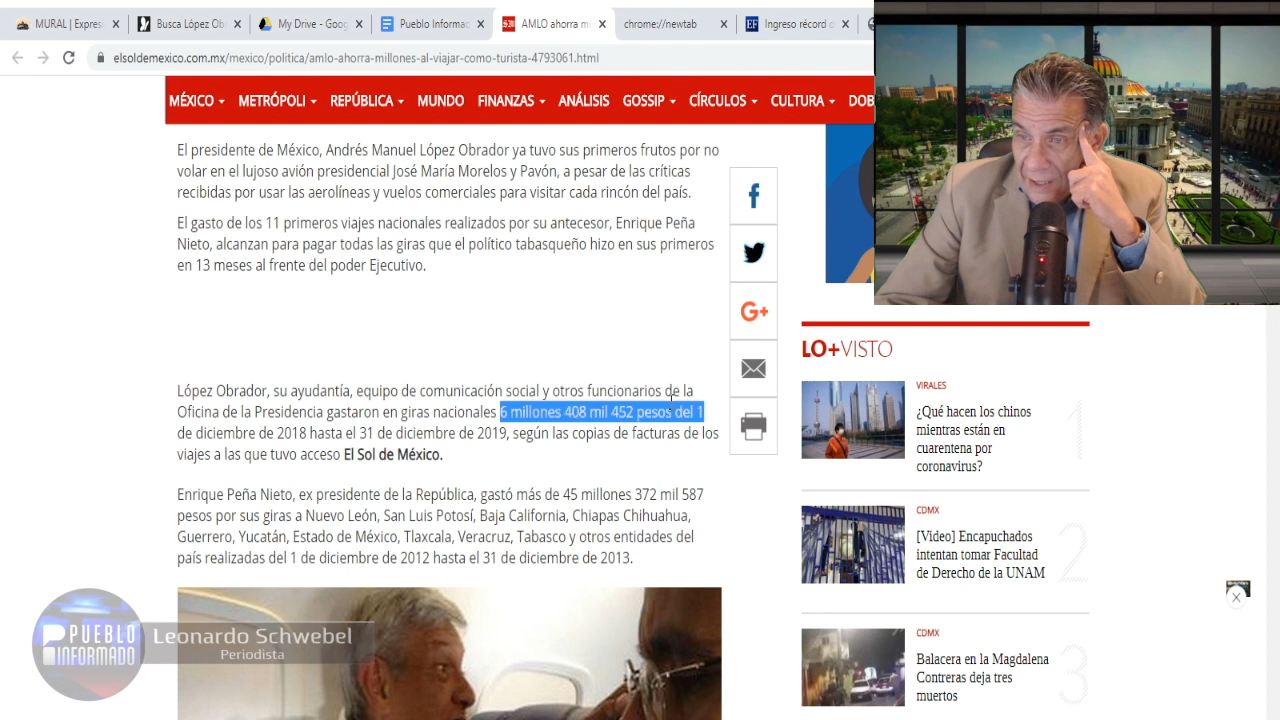 MURAL | Expres
Busca López Ob
My Drive - Goog
Pueblo Informac
AMLO ahorra mi
chrome://newtab
Ingreso récord d
elsoldemexico.com.mx/mexico/politica/amlo-ahorra-millones-al-viajar-como-turista-4793061.html
MÉXICO METRÓPOLI REPÚBLICA MUNDO FINANZAS ANÁLISIS GOSSIP CÍRCULOS CULTURA DOB
El presidente de México, Andrés Manuel López Obrador ya tuvo sus primeros frutos por no
volar en el lujoso avión presidencial José María Morelos y Pavón, a pesar de las críticas
recibidas por usar las aerolíneas y vuelos comerciales para visitar cada rincón del país.
El gasto de los 11 primeros viajes nacionales realizados por su antecesor, Enrique Peña
Nieto, alcanzan para pagar todas las giras que el político tabasqueño hizo en sus primeros
en 13 meses al frente del poder Ejecutivo.
López Obrador, su ayudantía, equipo de comunicación social y otros funcionarios de la
Oficina de la Presidencia gastaron en giras nacionales 6 millones 408 mil 452 pesos del 1
de diciembre de 2018 hasta el 31 de diciembre de 2019, según las copias de facturas de los
viajes a las que tuvo acceso El Sol de México.
Enrique Peña Nieto, ex presidente de la República, gastó más de 45 millones 372 mil 587
pesos por sus giras a Nuevo León, San Luis Potosí, Baja California, Chiapas Chihuahua,
Guerrero, Yucatán, Estado de México, Tlaxcala, Veracruz, Tabasco y otros entidades del
país realizadas del 1 de diciembre de 2012 hasta el 31 de diciembre de 2013.
G+
LO+VISTO
VIRALES
¿Qué hacen los chinos
mientras están en
cuarentena por
coronavirus?
1
CDMX
[Video] Encapuchados
intentan tomar Facultad
de Derecho de la UNAM
2
CDMX
Balacera en la Magdalena
Contreras deja tres
muertos
3
PUEBLO
INFORMADO
Leonardo Schwebel
Periodista